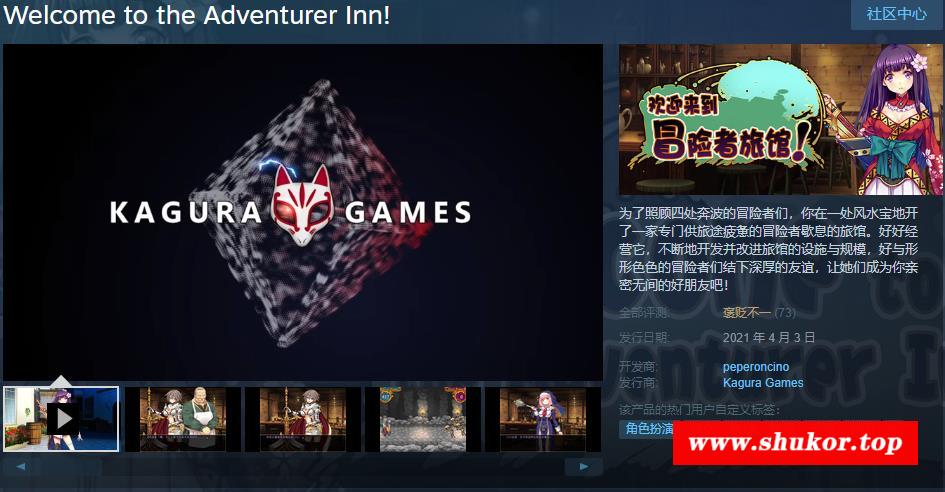 Welcome to the Adventurer Inn!
社区中心
KAGURA GAMES
欢迎来到
冒险者旅馆!
为了照顾四处奔波的冒险者们，你在一处风水宝地开
了一家专门供旅途疲惫的冒险者歇息的旅馆。好好经
营它，不断地开发并改进旅馆的设施与规模，好与形
形色色的冒险者们结下深厚的友谊，让她们成为你亲
密无间的好朋友吧！
全部评测: 褒贬不一 (73)
发行日期: 2021 年 4 月 3 日
开发商: peperoncino
发行商: Kagura Games
该产品的热门用户自定义标签：
角色扮演
www.shukor.top